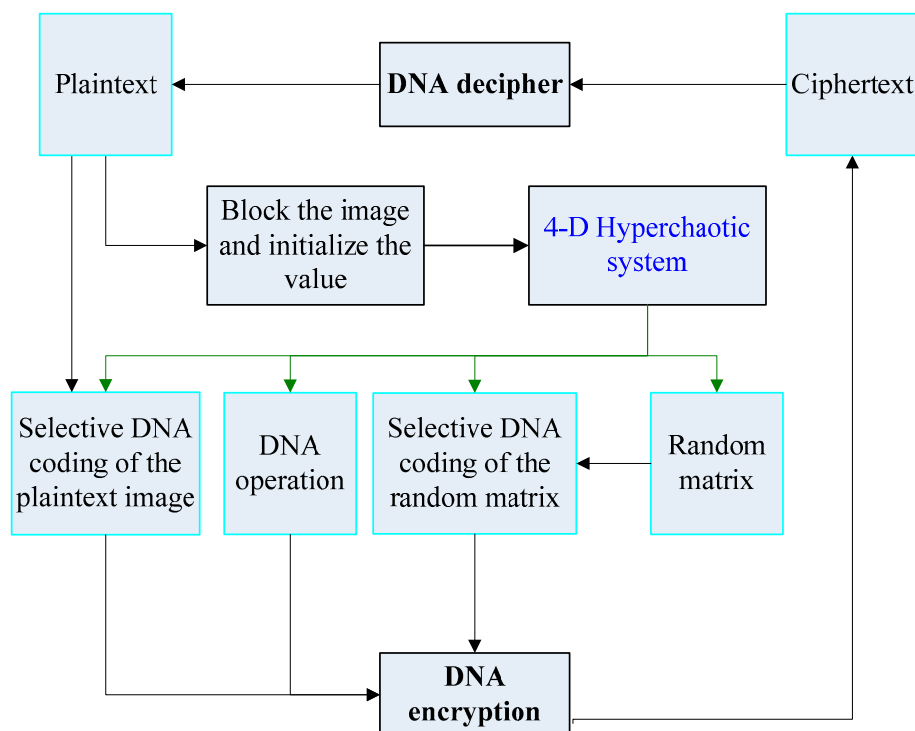 Plaintext
DNA decipher
Ciphertext
Block the image
and initialize the
value
4-D Hyperchaotic
system
Selective DNA
coding of the
plaintext image
DNA
operation
Selective DNA
coding of the
random matrix
Random
matrix
DNA
encryption